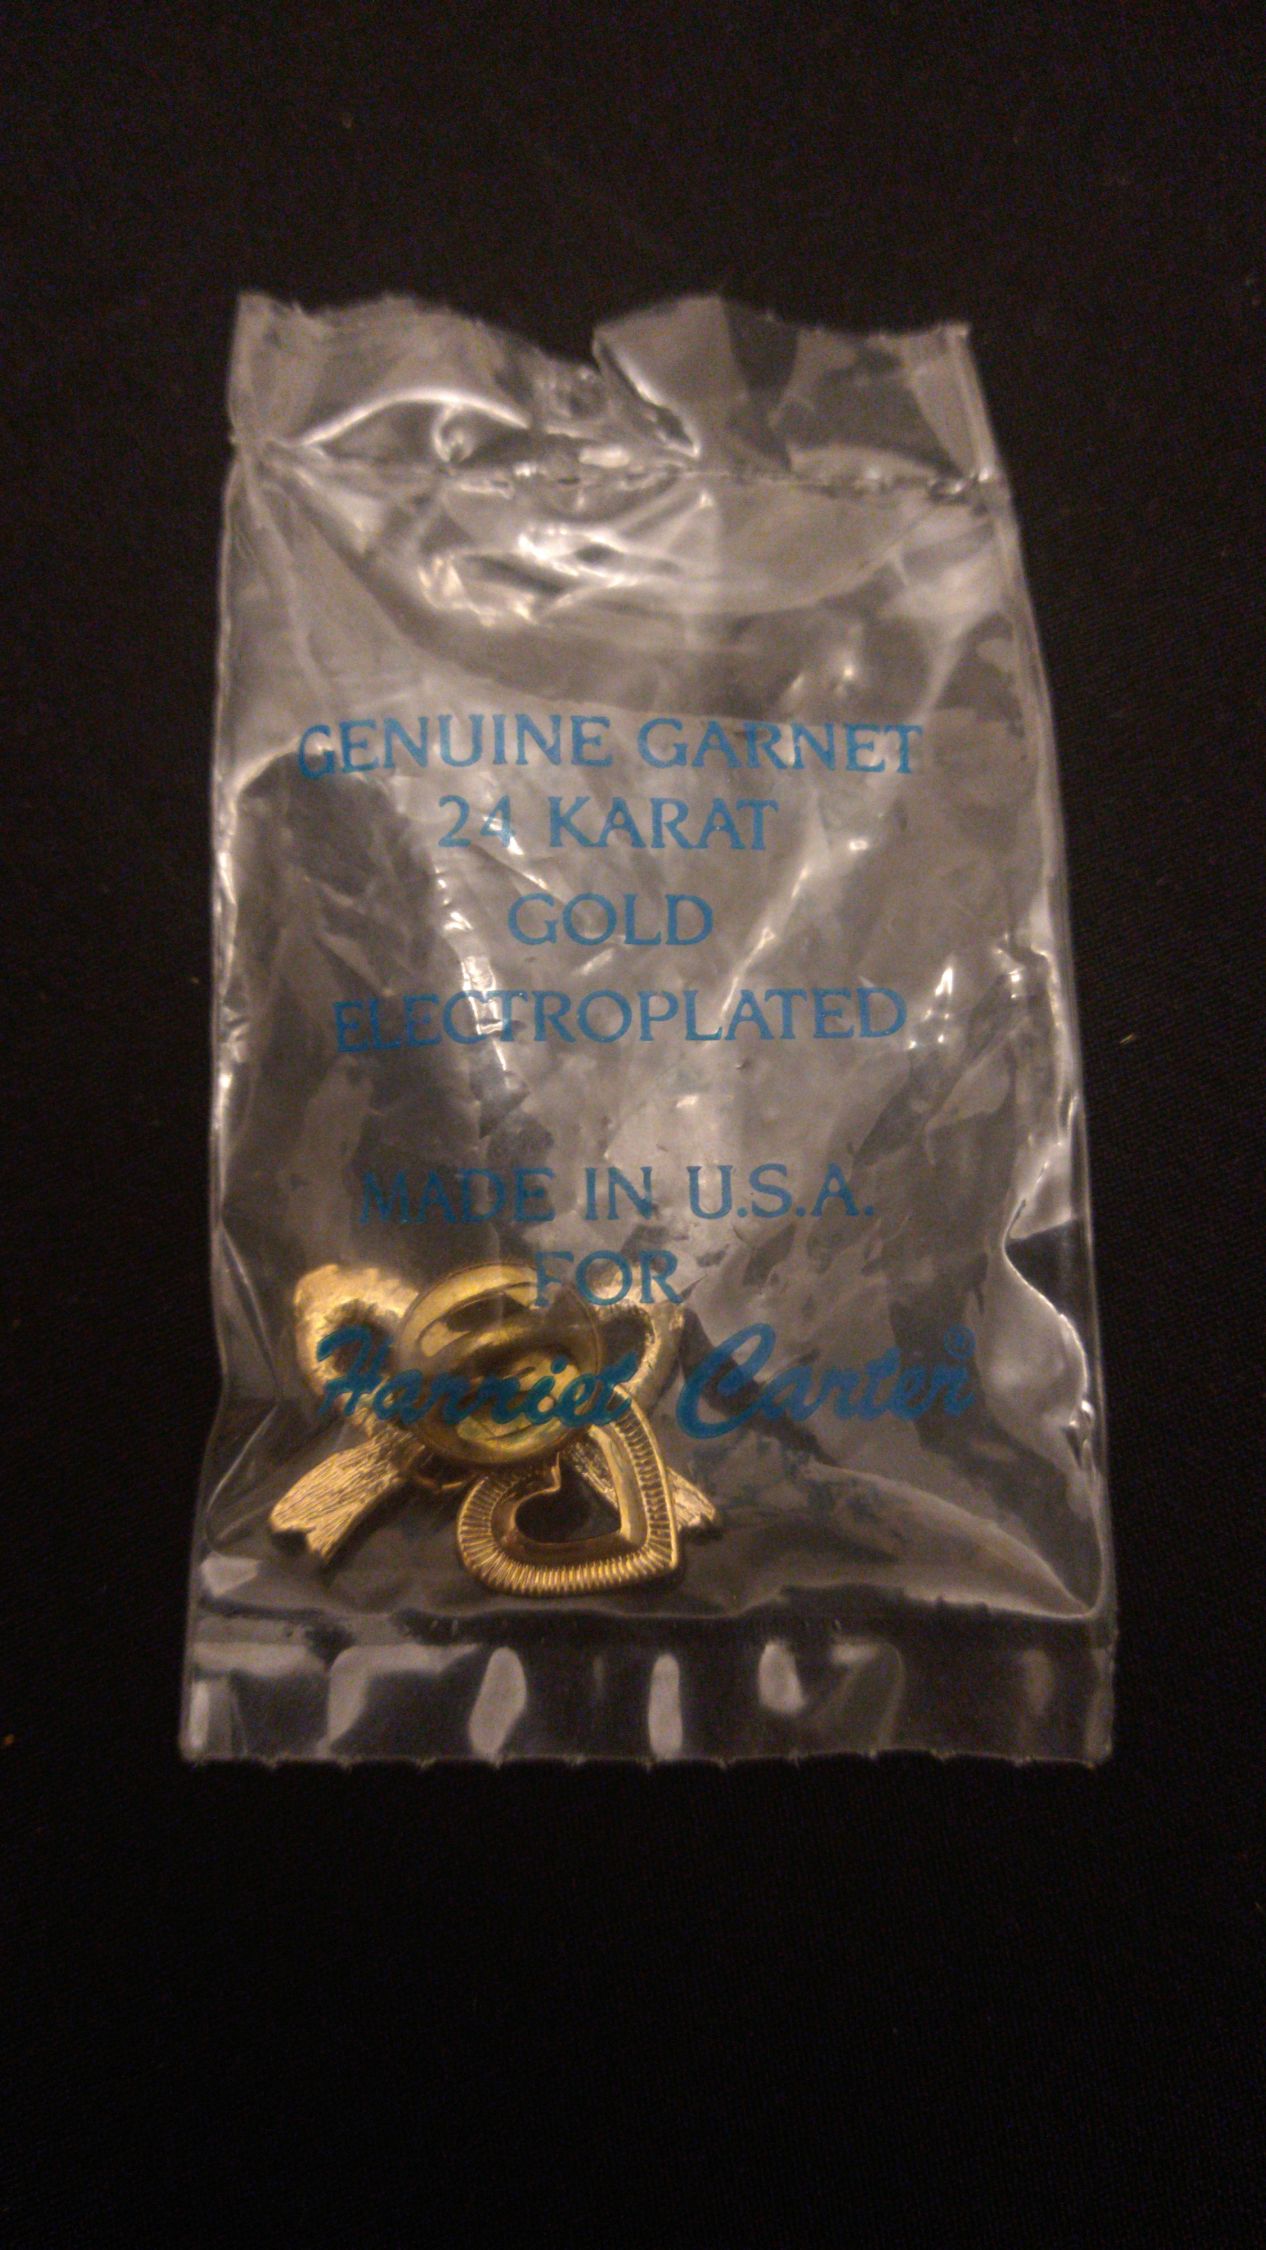 GENUINE GARNET
24 KARAT
GOLD
ELECTROPLATED
MADE IN U.S.A.
FOR
Harriet Carter®